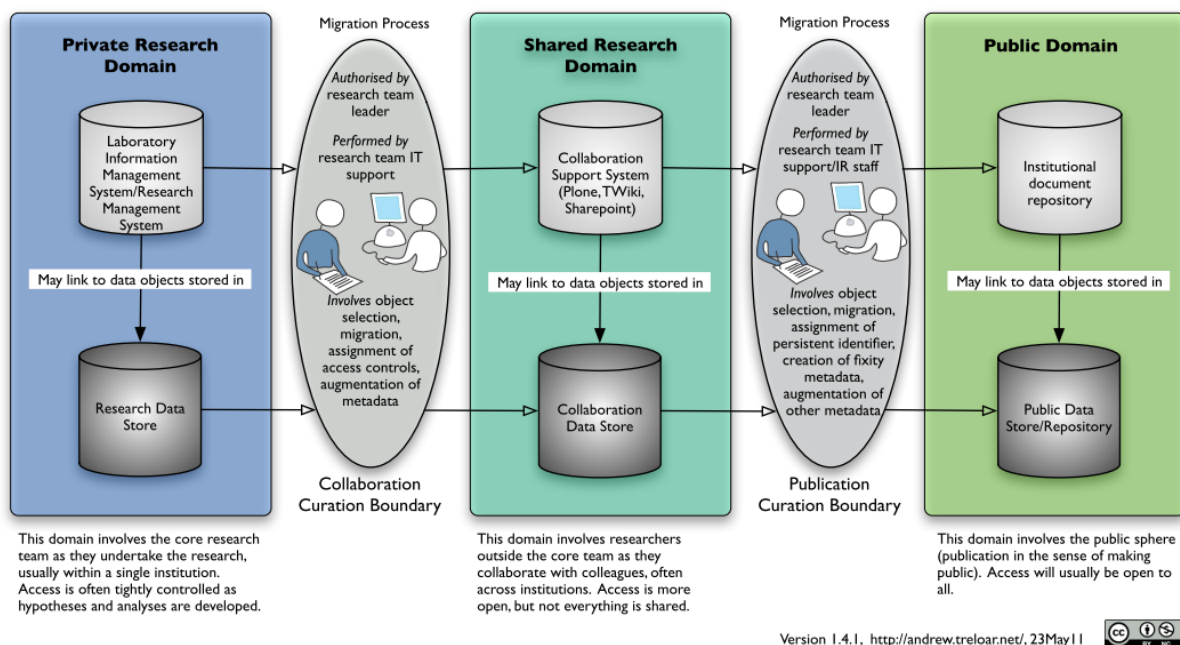 Migration Process
Migration Process
Private Research
Domain
Laboratory
Information
Management
System/Research
Management
System
May link to data objects stored in
Research Data
Store
Authorised by
research team
leader
Performed by
research team IT
support
Involves object
selection,
migration,
assignment of
access controls,
augmentation of
metadata
Collaboration
Curation Boundary
Shared Research
Domain
Collaboration
Support System
(Plone, TWiki,
Sharepoint)
May link to data objects stored in
Collaboration
Data Store
Authorised by
research team
leader
Performed by
research team IT
support/IR staff
Involves object
selection, migration,
assignment of
persistent identifier,
creation of fixity
metadata,
augmentation of
other metadata
Publication
Curation Boundary
Public Domain
Institutional
document
repository
May link to data objects stored in
Public Data
Store/Repository
This domain involves the core research
team as they undertake the research,
usually within a single institution.
Access is often tightly controlled as
hypotheses and analyses are developed.
This domain involves researchers
outside the core team as they
collaborate with colleagues, often
across institutions. Access is more
open, but not everything is shared.
This domain involves the public sphere
(publication in the sense of making
public). Access will usually be open to
all.
Version 1.4.1, http://andrew.treloar.net/, 23May11
cc